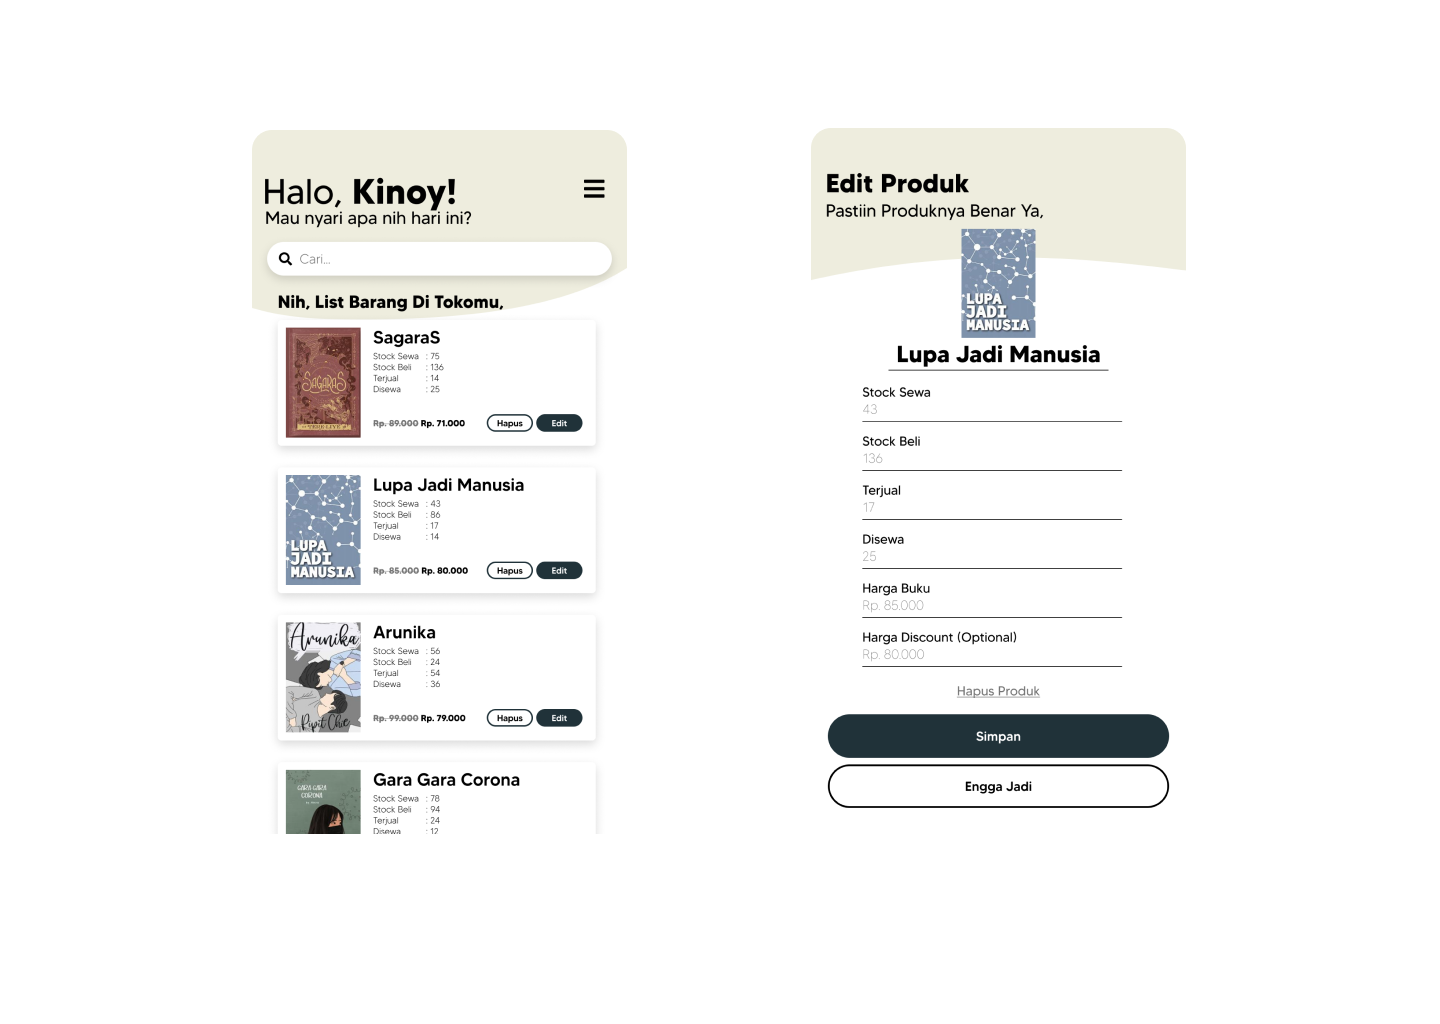 Halo, Kinoy!
Mau nyari apa nih hari ini?
Cari...
Nih, List Barang Di Tokomu,
SAGARAS
SagaraS
Stock Sewa : 75
Stock Beli : 136
Terjual : 14
Disewa : 25
Rp. 89.000 Rp. 71.000
Hapus
Edit
LUPA
JADI
MANUSIA
Lupa Jadi Manusia
Stock Sewa : 43
Stock Beli : 86
Terjual : 17
Disewa : 14
Rp. 85.000 Rp. 80.000
Hapus
Edit
Arunika
Pipit Chie
Arunika
Stock Sewa : 56
Stock Beli : 24
Terjual : 54
Disewa : 36
Rp. 99.000 Rp. 79.000
Hapus
Edit
GARA GARA
CORONA
Gara Gara Corona
Stock Sewa : 78
Stock Beli : 94
Terjual : 24
Disewa : 12
Edit Produk
Pastiin Produknya Benar Ya,
LUPA
JADI
MANUSIA
Lupa Jadi Manusia
Stock Sewa
43
Stock Beli
136
Terjual
17
Disewa
25
Harga Buku
Rp. 85.000
Harga Discount (Optional)
Rp. 80.000
Hapus Produk
Simpan
Engga Jadi